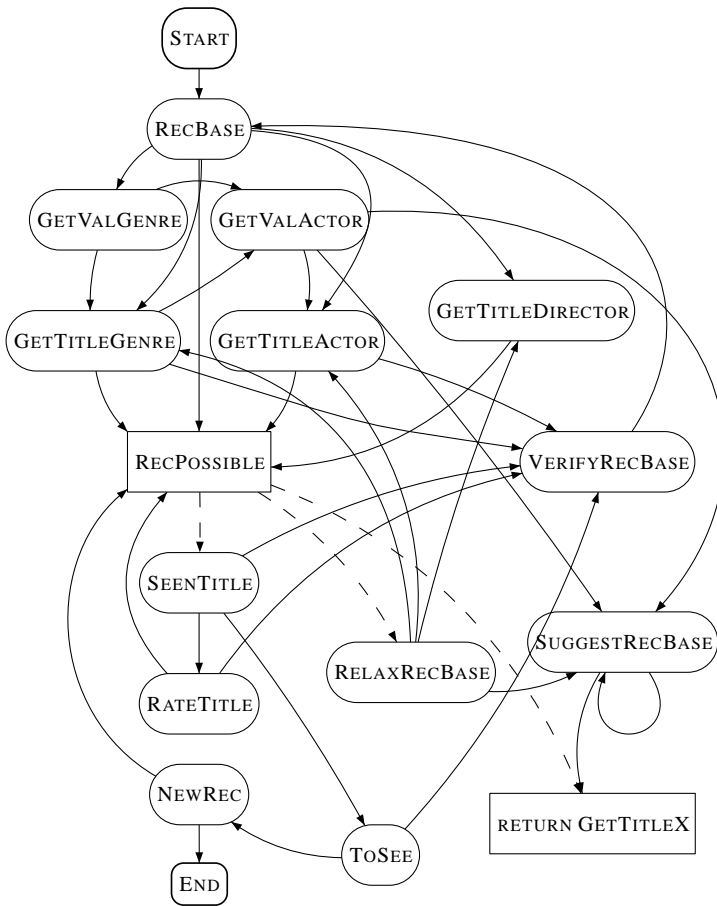 START
RECBASE
GETVALGENRE
GETVALACTOR
GETTITLEDIRECTOR
GETTITLEGENRE
GETTITLEACTOR
RECPOSSIBLE
VERIFYRECBASE
SEENTITLE
SUGGESTRECBASE
RELAXRECBASE
RATETITLE
NEWREC
RETURN GETTITLEX
TOSEE
END